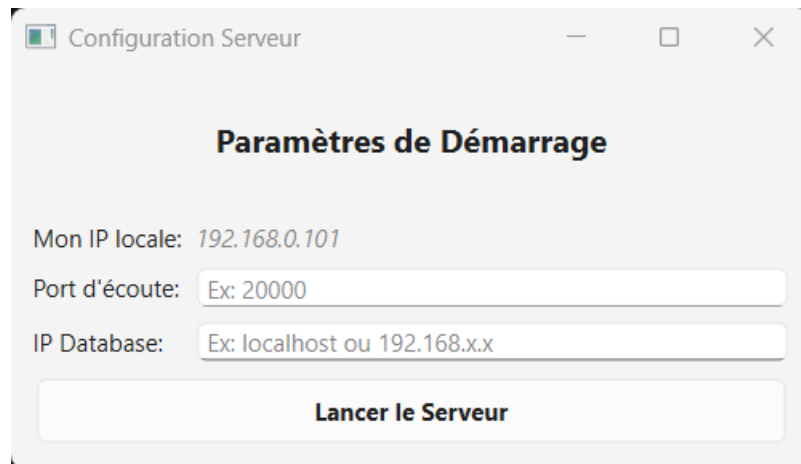 Configuration Serveur
Paramètres de Démarrage
Mon IP locale: 192.168.0.101
Port d'écoute: Ex: 20000
IP Database: Ex: localhost ou 192.168.x.x
Lancer le Serveur